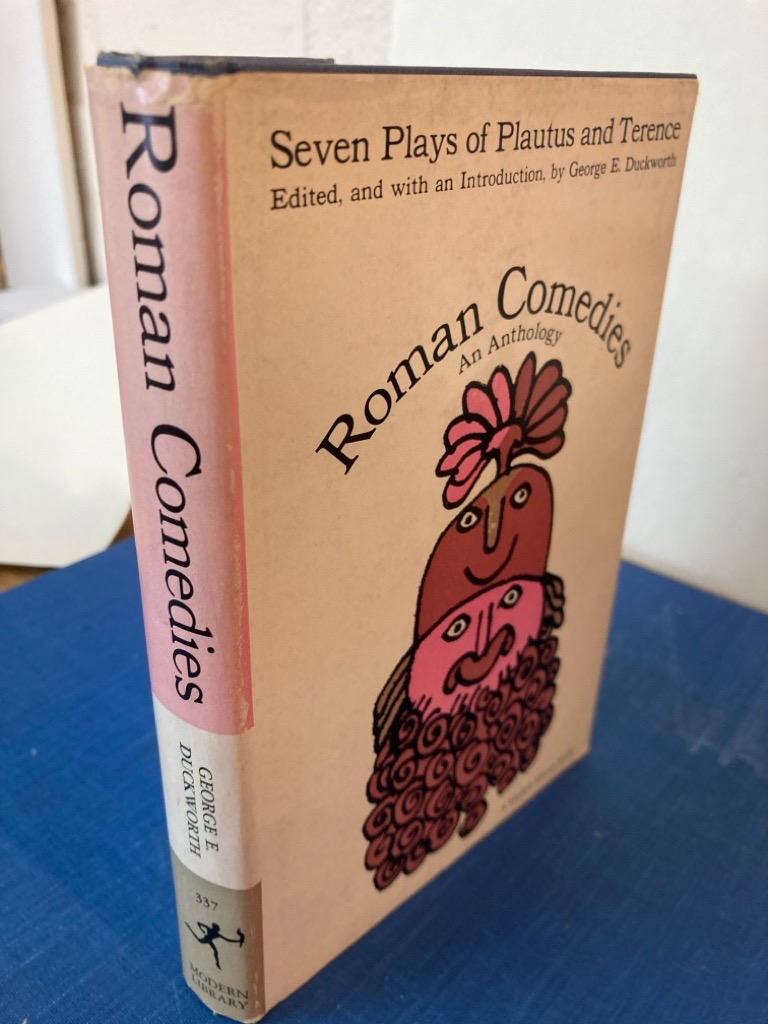 Roman Comedies
GEORGE E.
DUCKWORTH
337
MODERN
LIBRARY
Seven Plays of Plautus and Terence
Edited, and with an Introduction, by George E. Duckworth
Roman Comedies
An Anthology